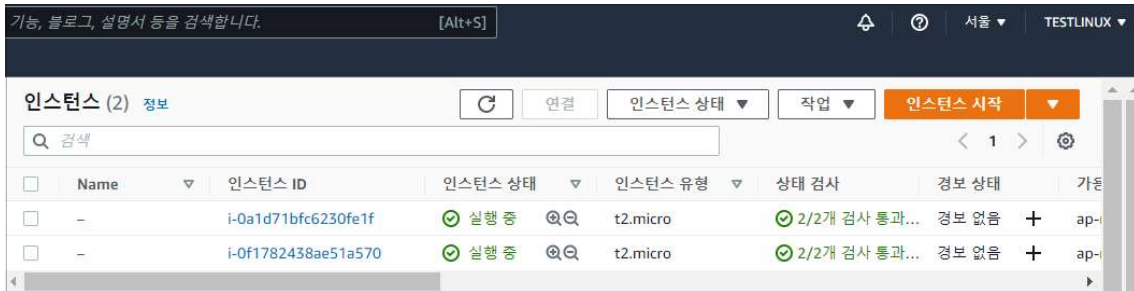 기능, 블로그, 설명서 등을 검색합니다. [Alt+S] 서울 ▼ TESTLINUX ▼
인스턴스 (2) 정보 연결 인스턴스 상태 ▼ 작업 ▼ 인스턴스 시작 ▼
검색 < 1 >
Name 인스턴스 ID 인스턴스 상태 인스턴스 유형 상태 검사 경보 상태 가용
– i-0a1d71bfc6230fe1f 실행 중 t2.micro 2/2개 검사 통과... 경보 없음 + ap-
– i-0f1782438ae51a570 실행 중 t2.micro 2/2개 검사 통과... 경보 없음 + ap-